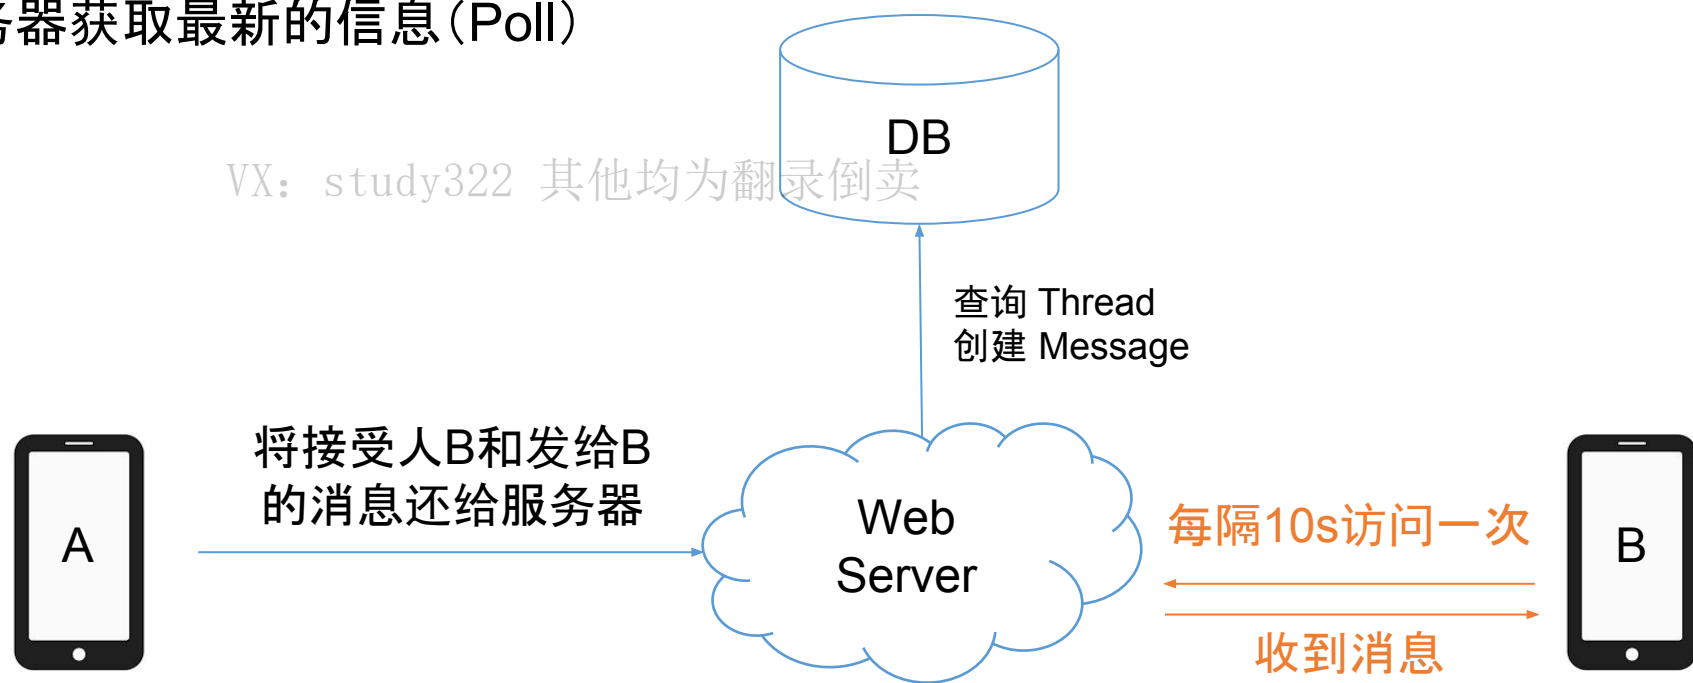 务器获取最新的信息（Poll）
DB
VX: study322 其他均为翻录倒卖
查询 Thread
创建 Message
将接受人B和发给B
的消息还给服务器
A
Web
Server
每隔10s访问一次
收到消息
B